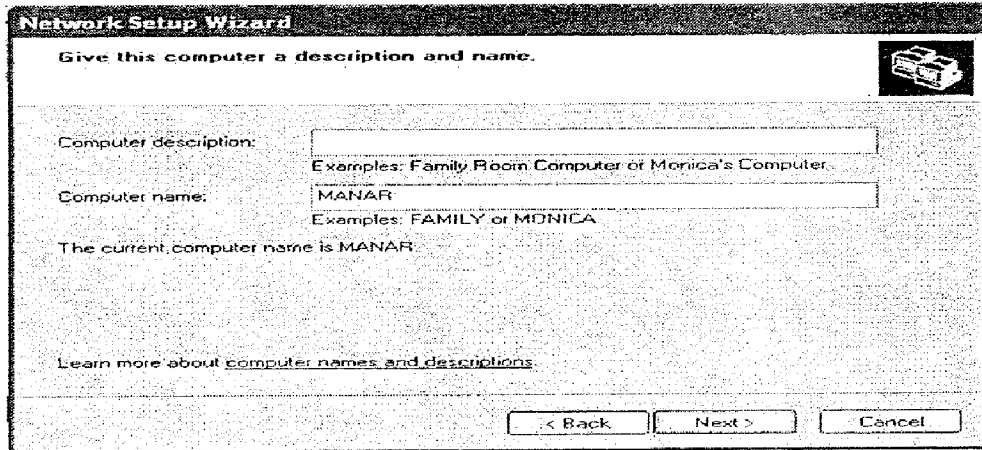 Network Setup Wizard
Give this computer a description and name.
Computer description:
Examples: Family Room Computer or Monica's Computer
Computer name: MANAR
Examples: FAMILY or MONICA
The current computer name is MANAR
Learn more about computer names and descriptions
< Back Next > Cancel